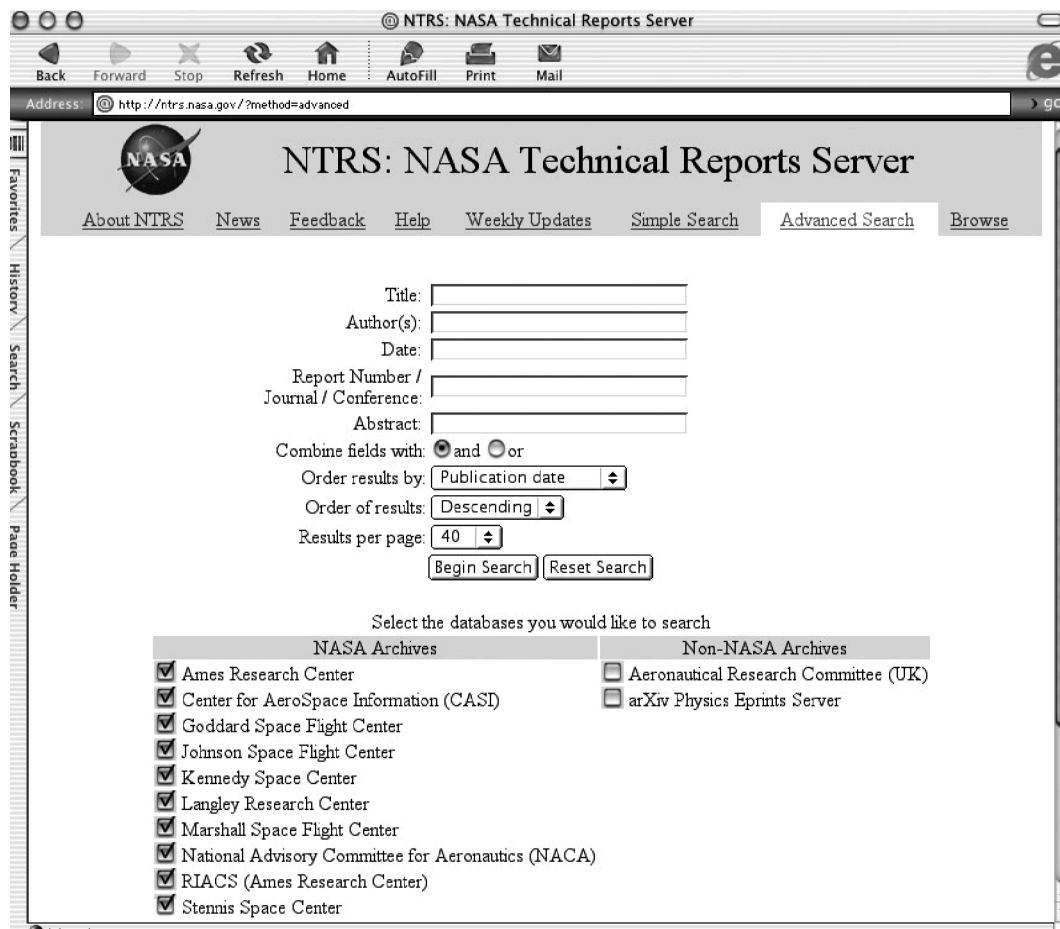 @ NTRS: NASA Technical Reports Server
Back Forward Stop Refresh Home AutoFill Print Mail
Address: @ http://ntrs.nasa.gov/?method=advanced go
Favorites
History
Search
Scrapbook
Page Holder
NASA
NTRS: NASA Technical Reports Server
About NTRS News Feedback Help Weekly Updates Simple Search Advanced Search Browse
Title:
Author(s):
Date:
Report Number /
Journal / Conference:
Abstract:
Combine fields with: and or
Order results by: Publication date
Order of results: Descending
Results per page: 40
Begin Search Reset Search
Select the databases you would like to search
NASA Archives Non-NASA Archives
Ames Research Center Aeronautical Research Committee (UK)
Center for AeroSpace Information (CASI) arXiv Physics Eprints Server
Goddard Space Flight Center
Johnson Space Flight Center
Kennedy Space Center
Langley Research Center
Marshall Space Flight Center
National Advisory Committee for Aeronautics (NACA)
RIACS (Ames Research Center)
Stennis Space Center